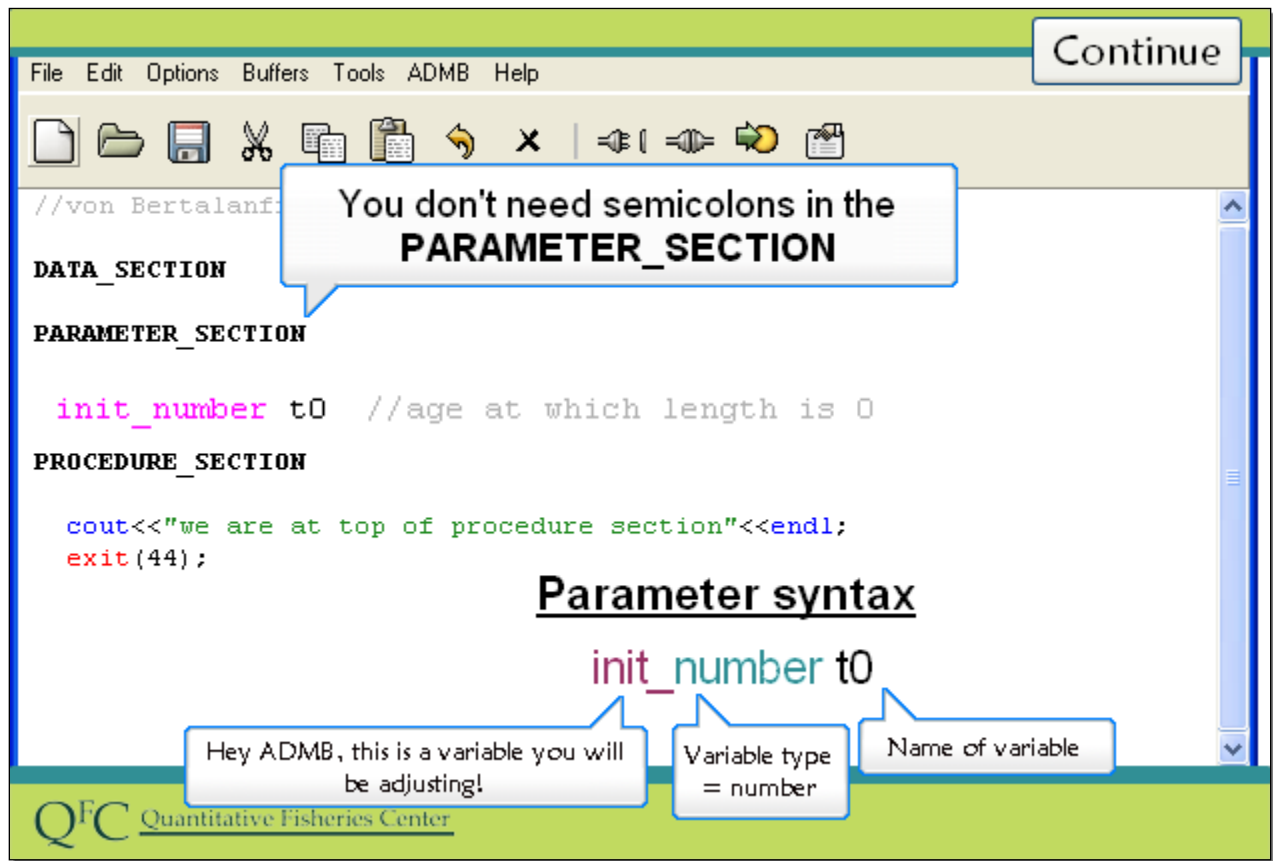 Continue
File Edit Options Buffers Tools ADMB Help
You don't need semicolons in the
PARAMETER_SECTION
//von Bertalanf
DATA_SECTION
PARAMETER_SECTION
init_number t0 //age at which length is 0
PROCEDURE_SECTION
cout<<"we are at top of procedure section"<<endl;
exit(44);
Parameter syntax
init_number t0
Hey ADMB, this is a variable you will
be adjusting!
Variable type
= number
Name of variable
QFC Quantitative Fisheries Center